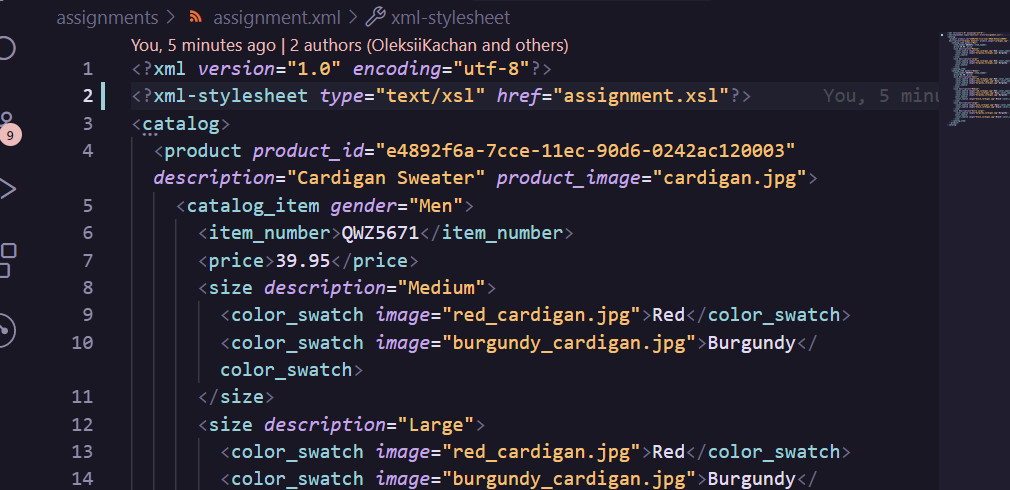 assignments > assignment.xml > xml-stylesheet
You, 5 minutes ago | 2 authors (OleksiiKachan and others)
1 <?xml version="1.0" encoding="utf-8"?>
2 <?xml-stylesheet type="text/xsl" href="assignment.xsl"?> You, 5 minu
3 <catalog>
4 <product product_id="e4892f6a-7cce-11ec-90d6-0242ac120003"
description="Cardigan Sweater" product_image="cardigan.jpg">
5 <catalog_item gender="Men">
6 <item_number>QWZ5671</item_number>
7 <price>39.95</price>
8 <size description="Medium">
9 <color_swatch image="red_cardigan.jpg">Red</color_swatch>
10 <color_swatch image="burgundy_cardigan.jpg">Burgundy</
color_swatch>
11 </size>
12 <size description="Large">
13 <color_swatch image="red_cardigan.jpg">Red</color_swatch>
14 <color_swatch image="burgundy_cardigan.jpg">Burgundy</
9